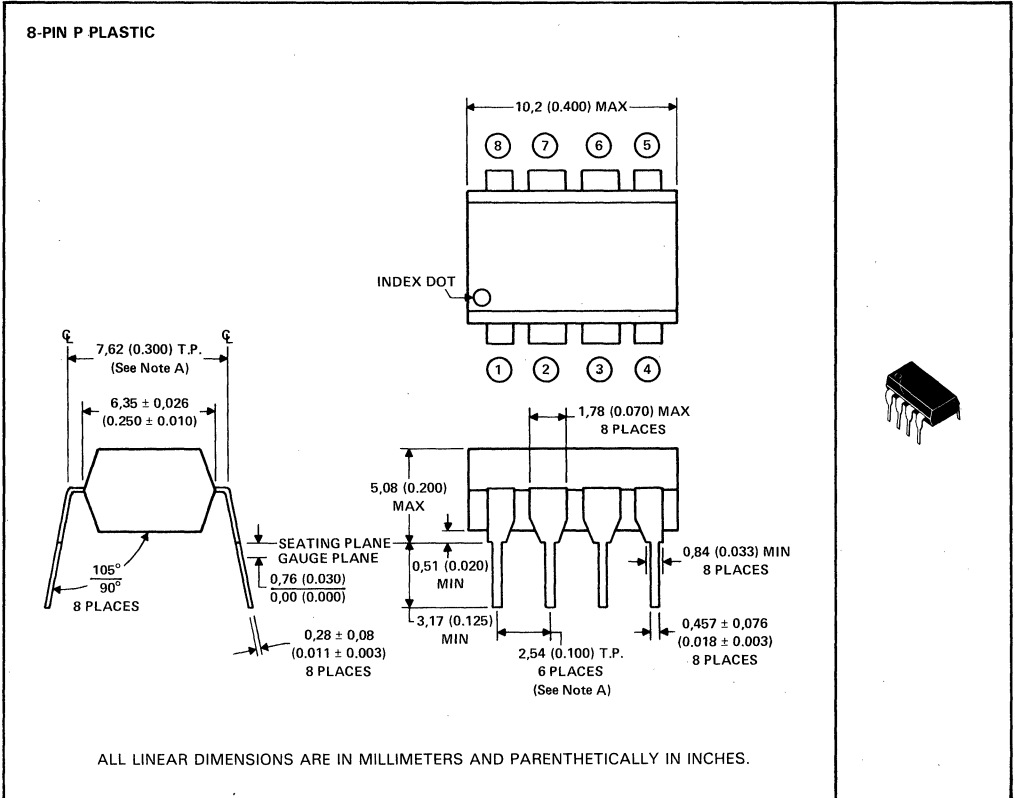 8-PIN P PLASTIC
10,2 (0.400) MAX
8 7 6 5
INDEX DOT
1 2 3 4
℄ ℄
7,62 (0.300) T.P.
(See Note A)
6,35 ± 0,026
(0.250 ± 0.010)
105°
90°
8 PLACES
SEATING PLANE
GAUGE PLANE
0,76 (0.030)
0,00 (0.000)
0,28 ± 0,08
(0.011 ± 0.003)
8 PLACES
1,78 (0.070) MAX
8 PLACES
5,08 (0.200)
MAX
0,51 (0.020)
MIN
3,17 (0.125)
MIN
2,54 (0.100) T.P.
6 PLACES
(See Note A)
0,84 (0.033) MIN
8 PLACES
0,457 ± 0,076
(0.018 ± 0.003)
8 PLACES
ALL LINEAR DIMENSIONS ARE IN MILLIMETERS AND PARENTHETICALLY IN INCHES.